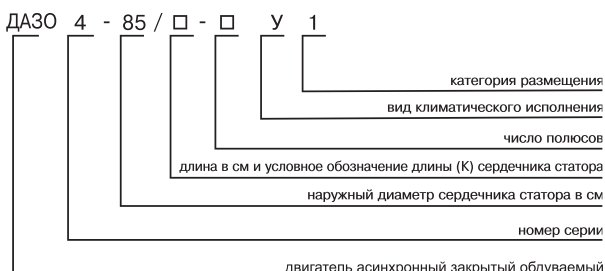 ДАЗО 4 - 85 / □ - □ У 1
категория размещения
вид климатического исполнения
число полюсов
длина в см и условное обозначение длины (К) сердечника статора
наружный диаметр сердечника статора в см
номер серии
двигатель асинхронный закрытый обдуваемый